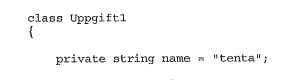 class Uppgift1
{
private string name = "tenta";